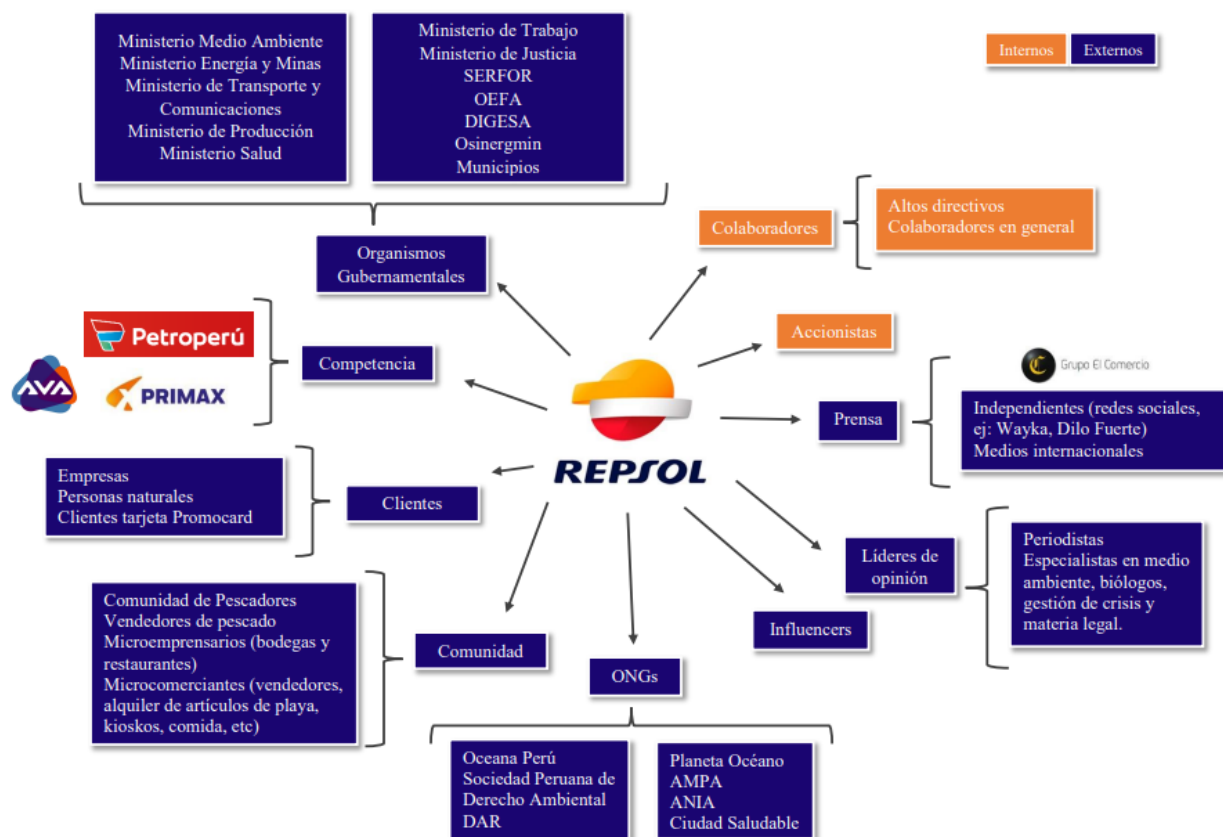 Ministerio Medio Ambiente
Ministerio Energía y Minas
Ministerio de Transporte y
Comunicaciones
Ministerio de Producción
Ministerio Salud
Ministerio de Trabajo
Ministerio de Justicia
SERFOR
OEFA
DIGESA
Osinergmin
Municipios
Internos
Externos
Organismos
Gubernamentales
Colaboradores
Altos directivos
Colaboradores en general
Accionistas
Petroperú
AVA
PRIMAX
Competencia
REPSOL
Prensa
Grupo El Comercio
Independientes (redes sociales,
ej: Wayka, Dilo Fuerte)
Medios internacionales
Empresas
Personas naturales
Clientes tarjeta Promocard
Clientes
Líderes de
opinión
Periodistas
Especialistas en medio
ambiente, biólogos,
gestión de crisis y
materia legal.
Influencers
Comunidad de Pescadores
Vendedores de pescado
Microemprensarios (bodegas y
restaurantes)
Microcomerciantes (vendedores,
alquiler de artículos de playa,
kioskos, comida, etc)
Comunidad
ONGs
Oceana Perú
Sociedad Peruana de
Derecho Ambiental
DAR
Planeta Océano
AMPA
ANIA
Ciudad Saludable